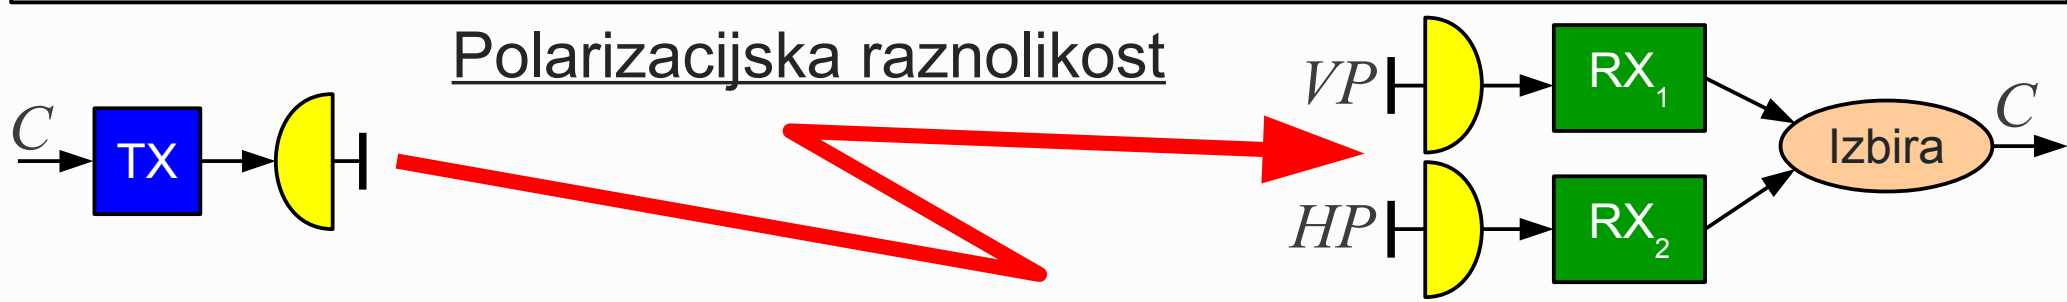 Polarizacijska raznolikost
C
TX
VP
RX1
HP
RX2
Izbira
C